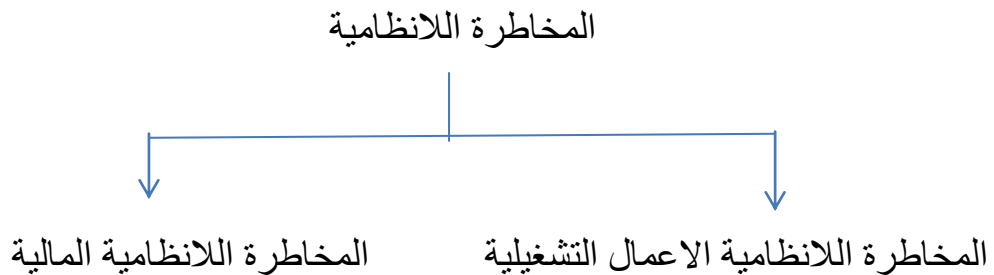 المخاطرة اللانظامية
المخاطرة اللانظامية الاعمال التشغيلية
المخاطرة اللانظامية المالية